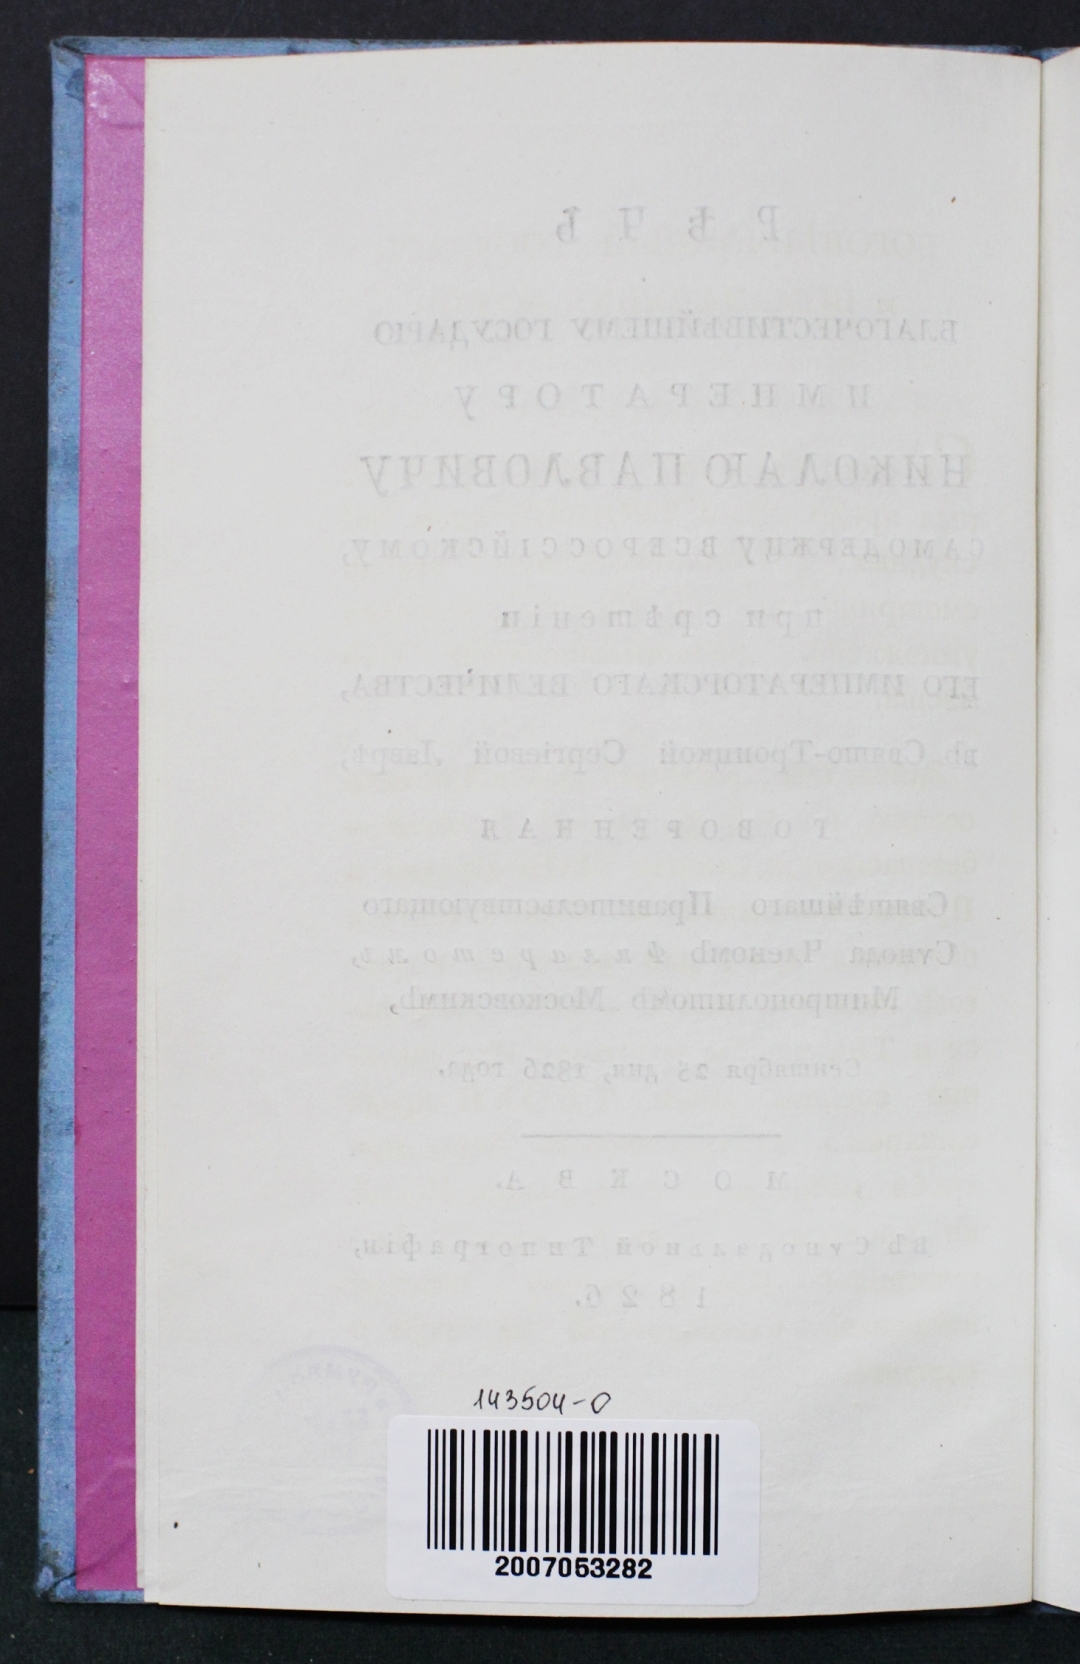 РѢЧЬ
БЛАГОЧЕСТИВѢЙШЕМУ ГОСУДАРЮ
ИМПЕРАТОРУ
НИКОЛАЮ ПАВЛОВИЧУ
САМОДЕРЖЦУ ВСЕРОССІЙСКОМУ,
при срѣтеніи
ЕГО ИМПЕРАТОРСКАГО ВЕЛИЧЕСТВА,
въ Свято-Троицкой Сергіевой Лаврѣ,
ГОВОРЕННАЯ
Святѣйшаго Правительствующаго
Сѵнода Членомъ Филаретомъ,
Митрополитомъ Московскимъ,
Сентября 25 дня, 1826 года.
МОСКВА.
Въ Сѵнодальной Типографіи,
1826.
143504-0
2007053282